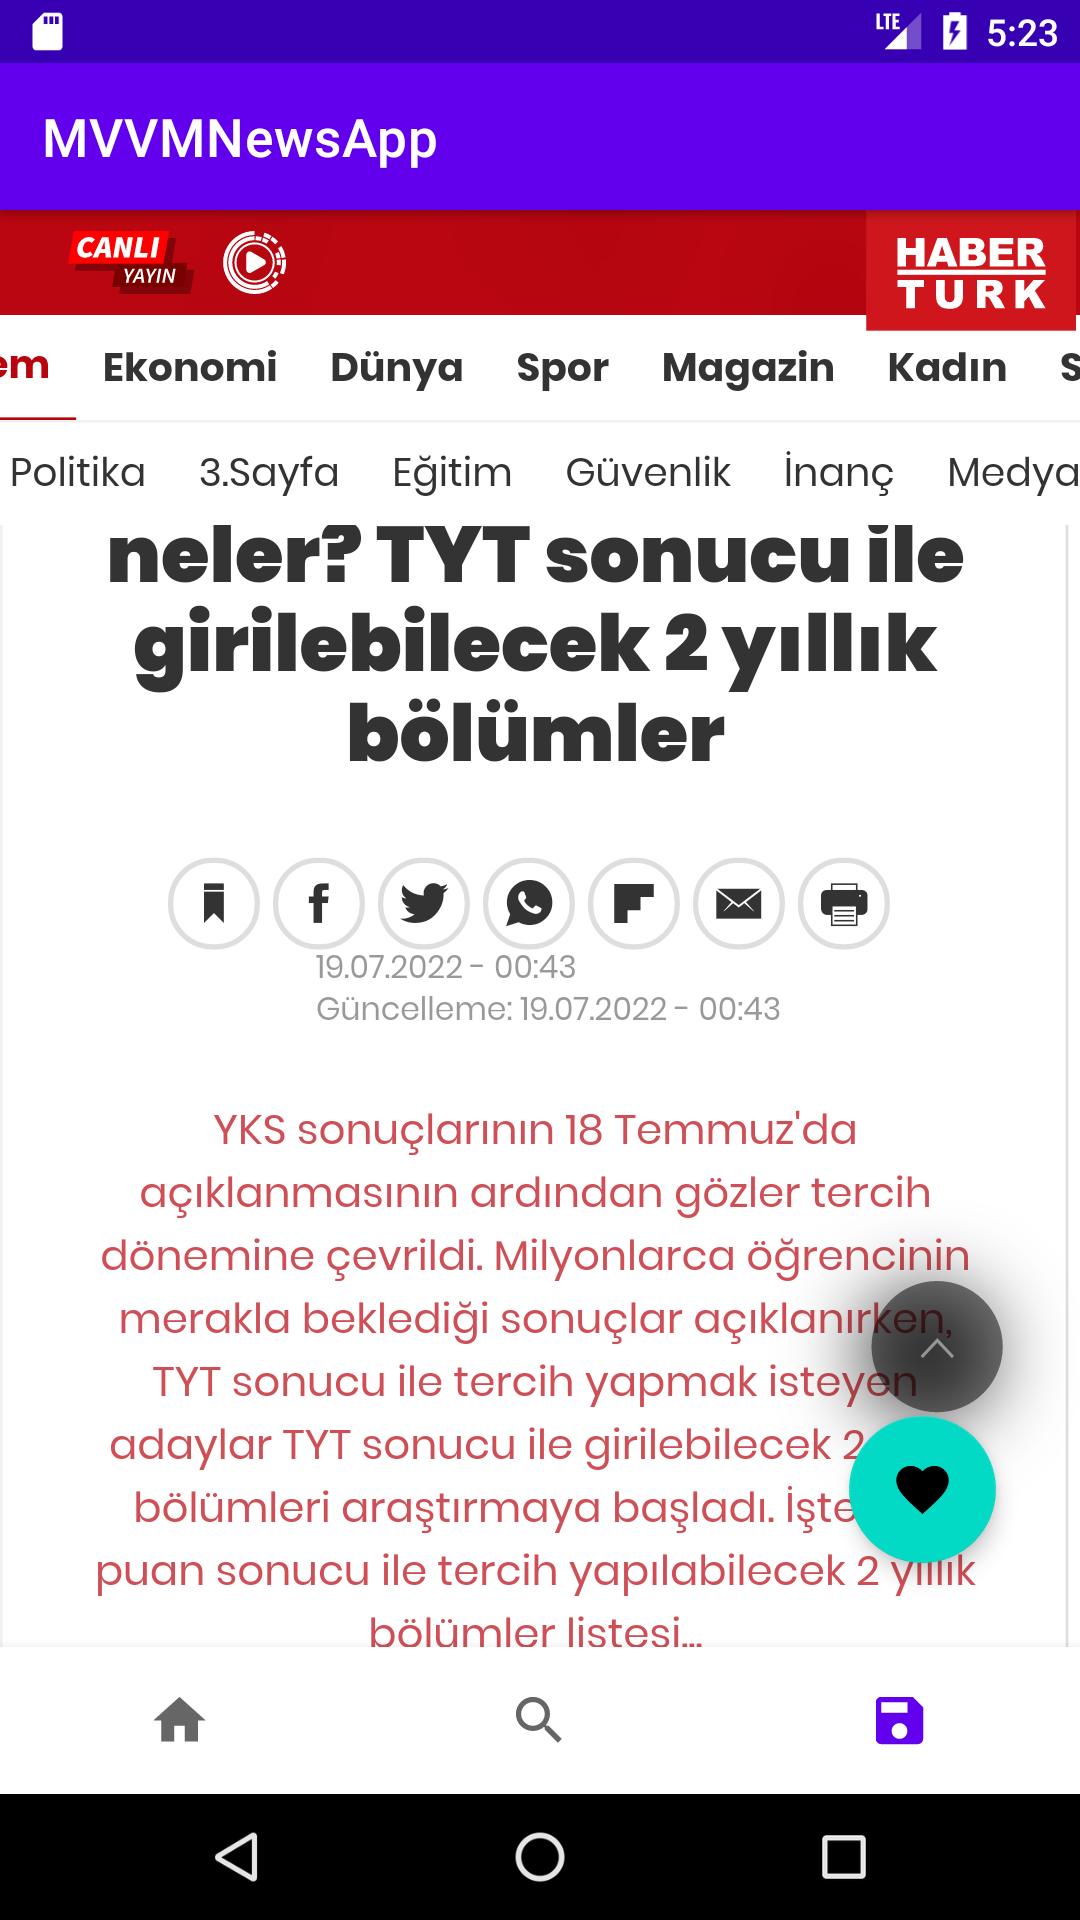 LTE 5:23
MVVMNewsApp
CANLI
YAYIN
HABER
TURK
em Ekonomi Dünya Spor Magazin Kadın S
Politika 3.Sayfa Eğitim Güvenlik İnanç Medya
neler? TYT sonucu ile
girilebilecek 2 yıllık
bölümler
19.07.2022 - 00:43
Güncelleme: 19.07.2022 - 00:43
YKS sonuçlarının 18 Temmuz'da
açıklanmasının ardından gözler tercih
dönemine çevrildi. Milyonlarca öğrencinin
merakla beklediği sonuçlar açıklanırken,
TYT sonucu ile tercih yapmak isteyen
adaylar TYT sonucu ile girilebilecek 2
bölümleri araştırmaya başladı. İşte
puan sonucu ile tercih yapılabilecek 2 yıllık
bölümler listesi...